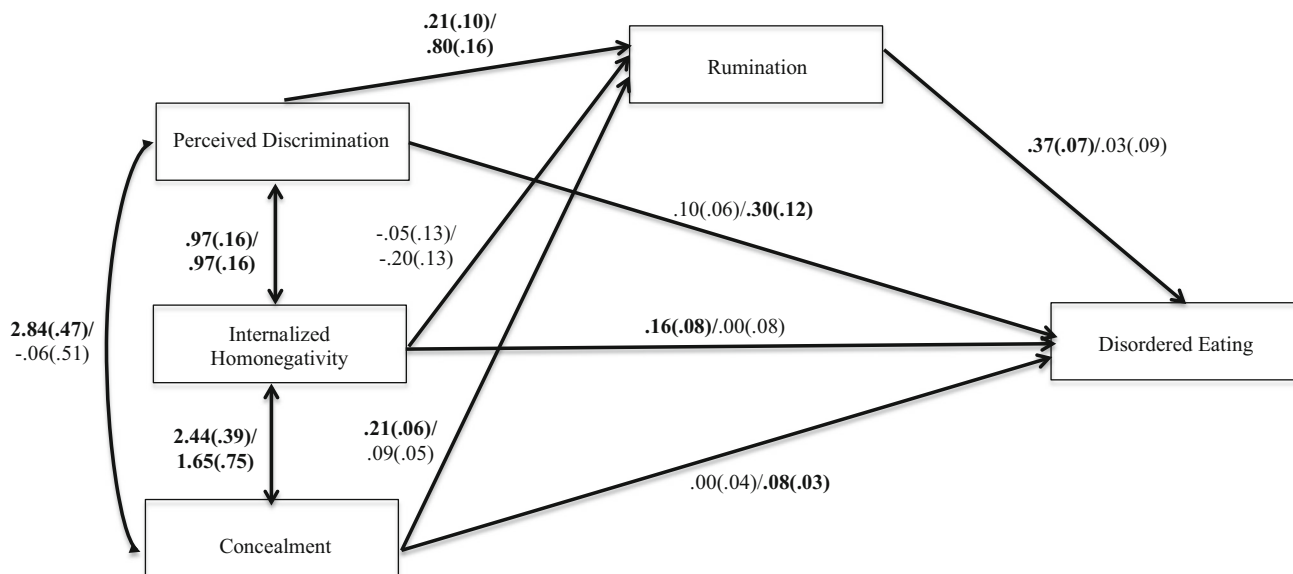 .21(.10)/
.80(.16)
Rumination
Perceived Discrimination
.37(.07)/.03(.09)
.10(.06)/.30(.12)
.97(.16)/
.97(.16)
-.05(.13)/
-.20(.13)
2.84(.47)/
-.06(.51)
Internalized
Homonegativity
.16(.08)/.00(.08)
Disordered Eating
2.44(.39)/
1.65(.75)
.21(.06)/
.09(.05)
.00(.04)/.08(.03)
Concealment